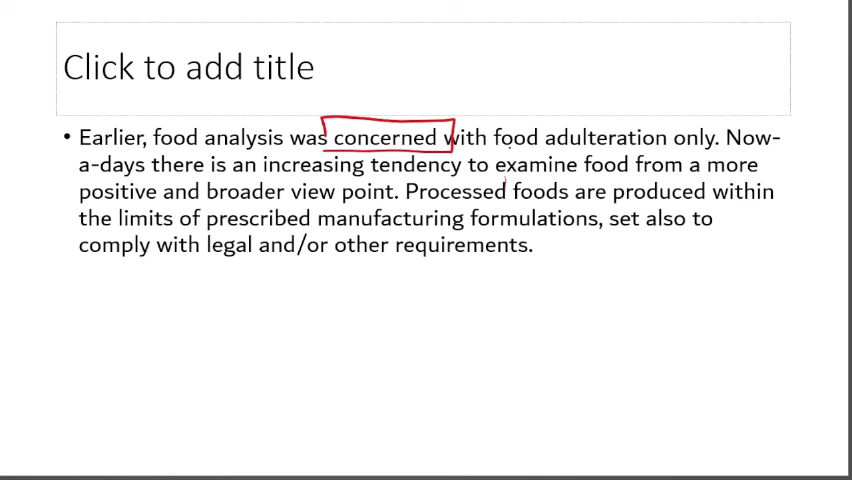 Click to add title
• Earlier, food analysis was concerned with food adulteration only. Now-
a-days there is an increasing tendency to examine food from a more
positive and broader view point. Processed foods are produced within
the limits of prescribed manufacturing formulations, set also to
comply with legal and/or other requirements.